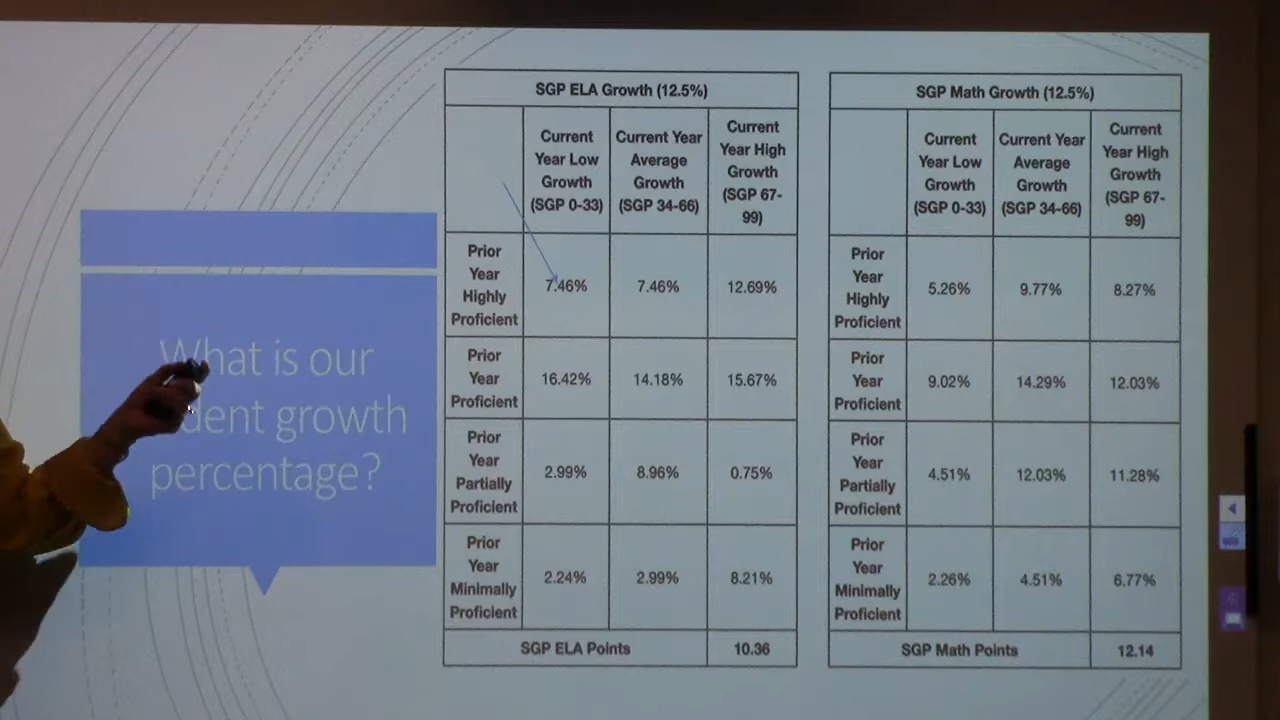 What is our
growth
percentage?
SGP ELA Growth (12.5%)
Current
Year Low
Growth
(SGP 0-33)
Current Year
Average
Growth
(SGP 34-66)
Current
Year High
Growth
(SGP 67-
99)
Prior
Year
Highly
Proficient
7.46%
7.46%
12.69%
Prior
Year
Proficient
16.42%
14.18%
15.67%
Prior
Year
Partially
Proficient
2.99%
8.96%
0.75%
Prior
Year
Minimally
Proficient
2.24%
2.99%
8.21%
SGP ELA Points
10.36
SGP Math Growth (12.5%)
Current
Year Low
Growth
(SGP 0-33)
Current Year
Average
Growth
(SGP 34-66)
Current
Year High
Growth
(SGP 67-
99)
Prior
Year
Highly
Proficient
5.26%
9.77%
8.27%
Prior
Year
Proficient
9.02%
14.29%
12.03%
Prior
Year
Partially
Proficient
4.51%
12.03%
11.28%
Prior
Year
Minimally
Proficient
2.26%
4.51%
6.77%
SGP Math Points
12.14